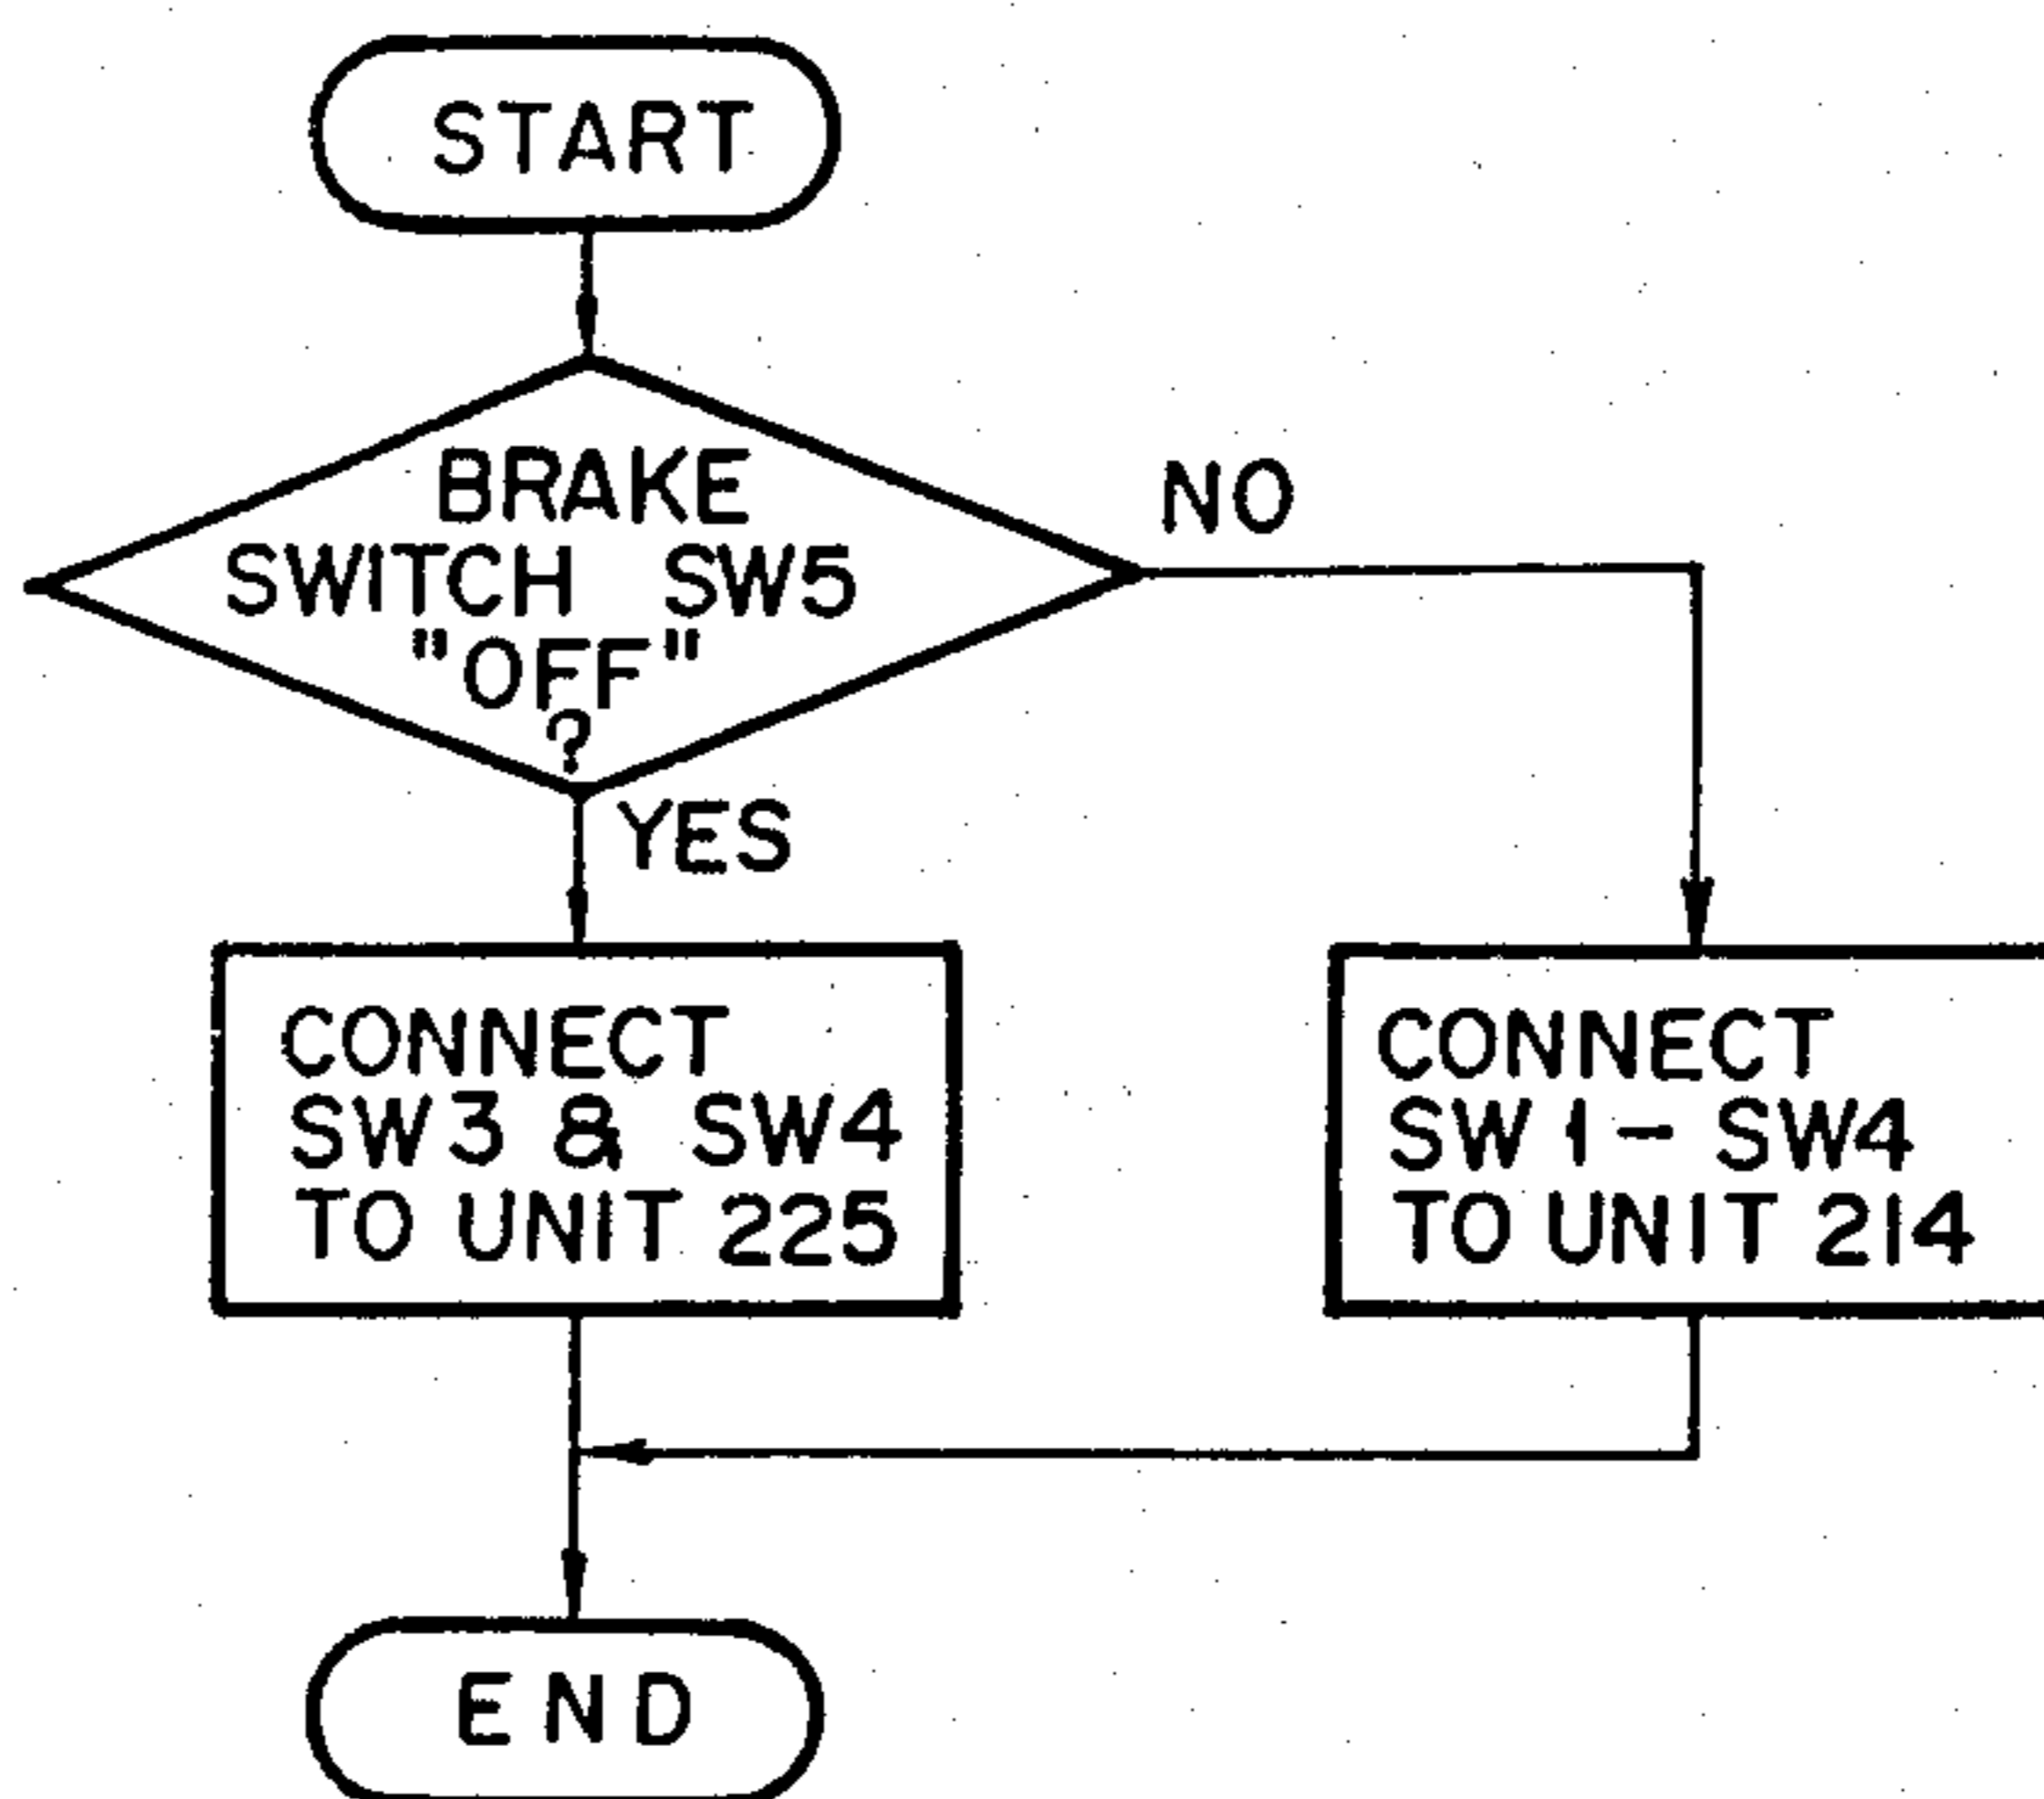 START
BRAKE
SWITCH SW5
"OFF"
?
NO
YES
CONNECT
SW3 & SW4
TO UNIT 225
CONNECT
SW1-SW4
TO UNIT 214
END